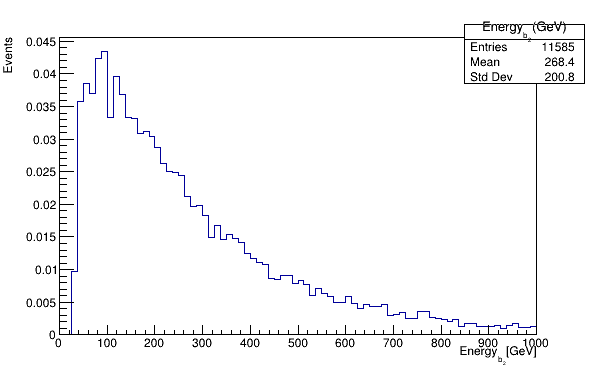 Energy_b_2(GeV)
Entries 11585
Mean 268.4
Std Dev 200.8
Events
0.045
0.04
0.035
0.03
0.025
0.02
0.015
0.01
0.005
0
0 100 200 300 400 500 600 700 800 900 1000
Energy_b_2[GeV]